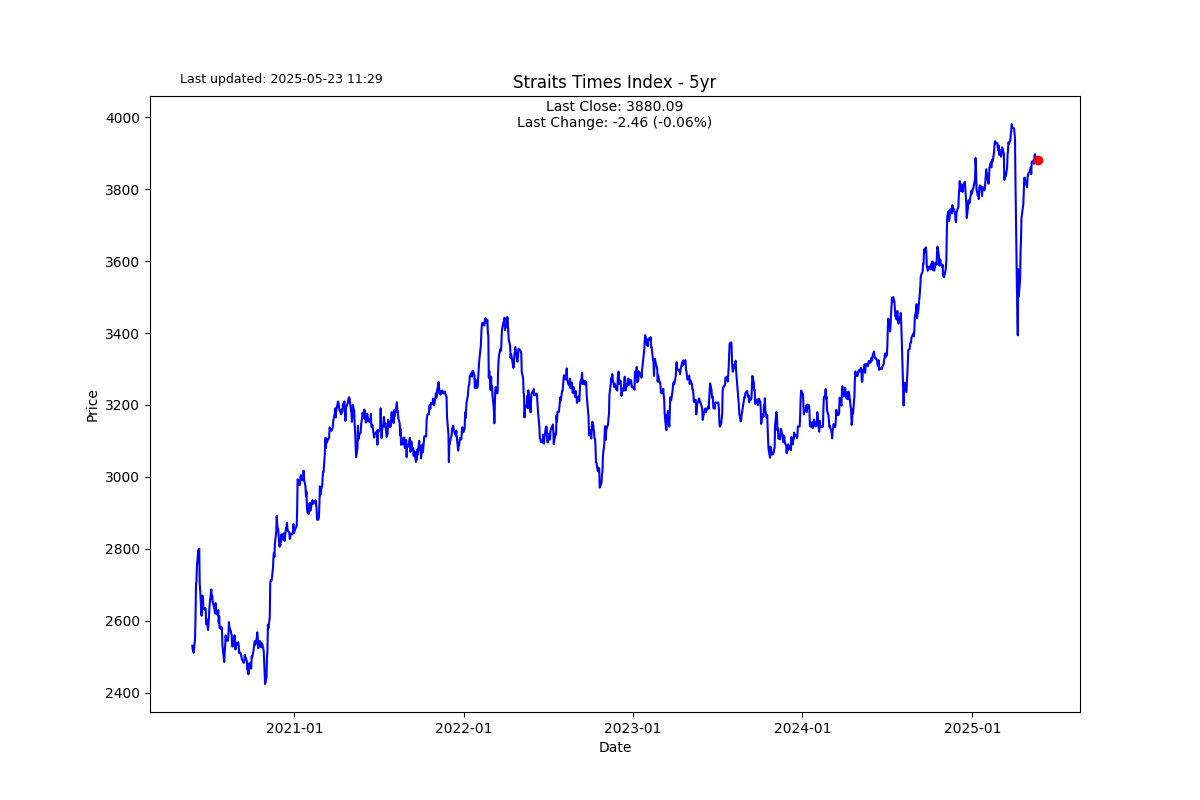 Last updated: 2025-05-23 11:29
Straits Times Index - 5yr
Last Close: 3880.09
Last Change: -2.46 (-0.06%)
4000
3800
3600
3400
3200
3000
2800
2600
2400
Price
2021-01
2022-01
2023-01
2024-01
2025-01
Date